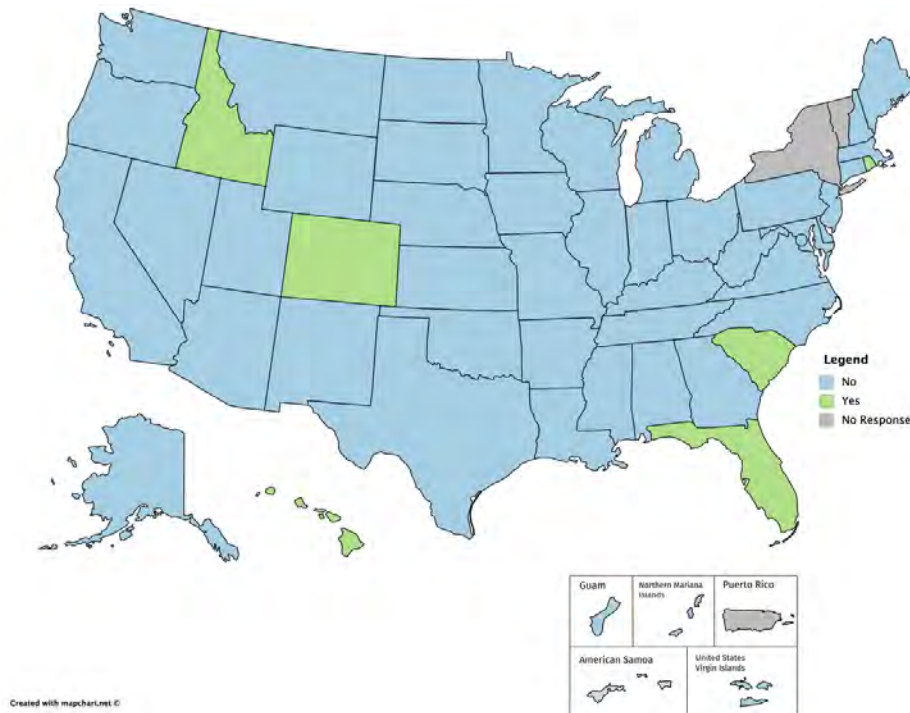 Legend
No
Yes
No Response
Guam
Northern Mariana
Islands
Puerto Rico
American Samoa
United States
Virgin Islands
Created with mapchart.net ©